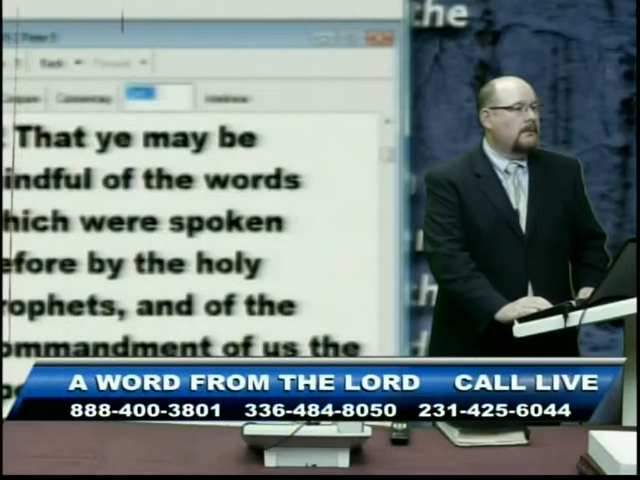 the
That ye may be
indful of the words
hich were spoken
efore by the holy
rophets, and of the
ommandment of us the
A WORD FROM THE LORD CALL LIVE
888-400-3801 336-484-8050 231-425-6044